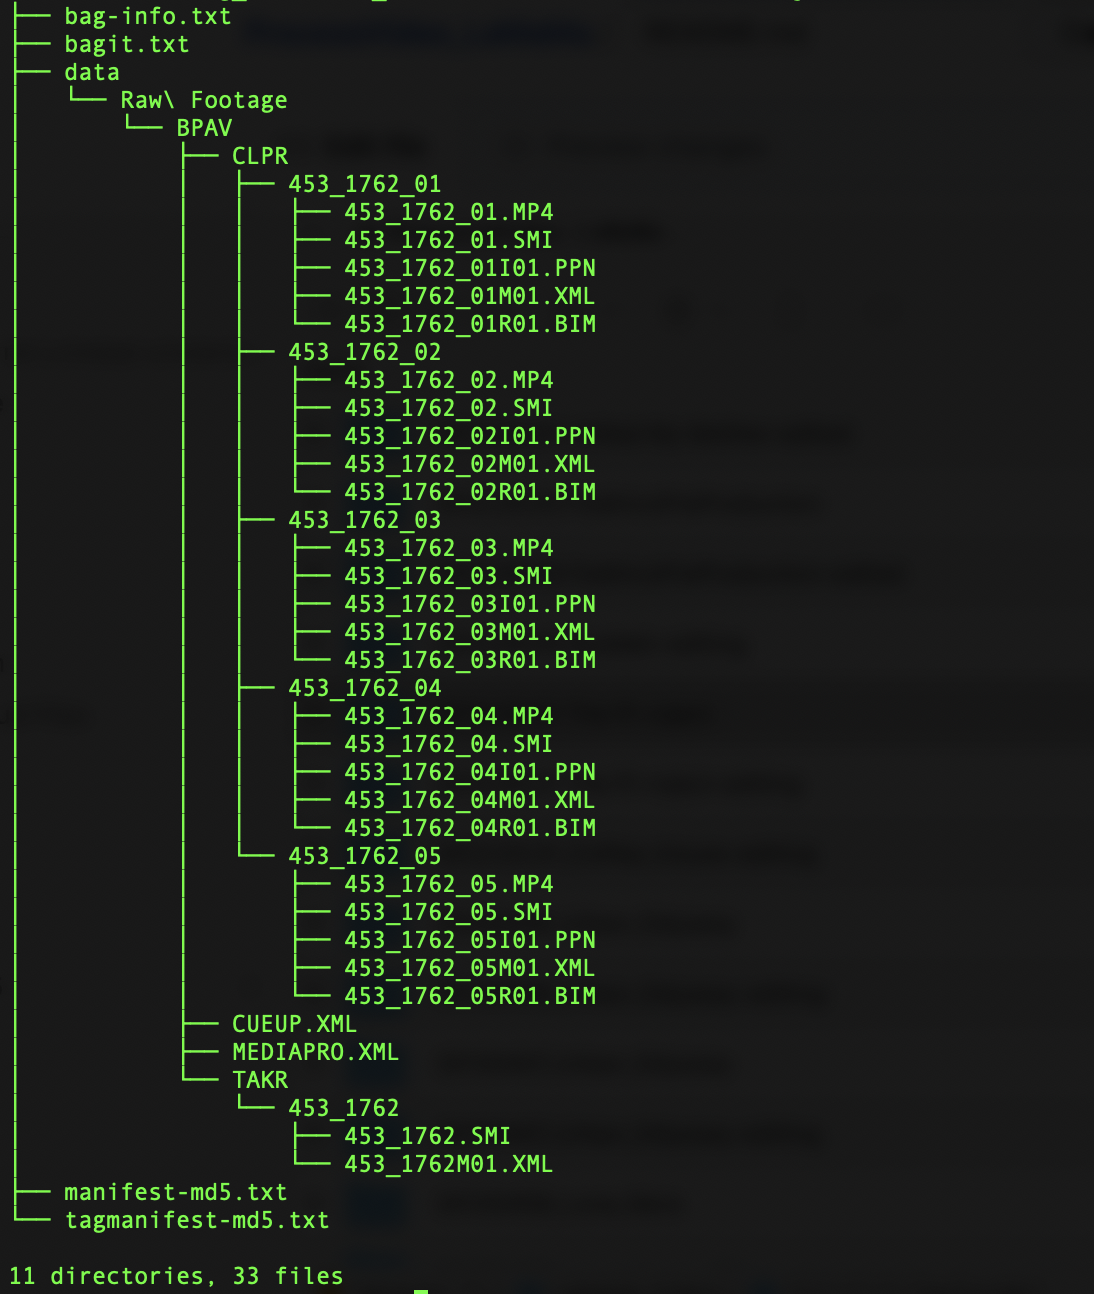 ├── bag-info.txt
├── bagit.txt
├── data
│   └── Raw\ Footage
│       └── BPAV
│           ├── CLPR
│           │   ├── 453_1762_01
│           │   │   ├── 453_1762_01.MP4
│           │   │   ├── 453_1762_01.SMI
│           │   │   ├── 453_1762_01I01.PPN
│           │   │   ├── 453_1762_01M01.XML
│           │   │   └── 453_1762_01R01.BIM
│           │   ├── 453_1762_02
│           │   │   ├── 453_1762_02.MP4
│           │   │   ├── 453_1762_02.SMI
│           │   │   ├── 453_1762_02I01.PPN
│           │   │   ├── 453_1762_02M01.XML
│           │   │   └── 453_1762_02R01.BIM
│           │   ├── 453_1762_03
│           │   │   ├── 453_1762_03.MP4
│           │   │   ├── 453_1762_03.SMI
│           │   │   ├── 453_1762_03I01.PPN
│           │   │   ├── 453_1762_03M01.XML
│           │   │   └── 453_1762_03R01.BIM
│           │   ├── 453_1762_04
│           │   │   ├── 453_1762_04.MP4
│           │   │   ├── 453_1762_04.SMI
│           │   │   ├── 453_1762_04I01.PPN
│           │   │   ├── 453_1762_04M01.XML
│           │   │   └── 453_1762_04R01.BIM
│           │   └── 453_1762_05
│           │       ├── 453_1762_05.MP4
│           │       ├── 453_1762_05.SMI
│           │       ├── 453_1762_05I01.PPN
│           │       ├── 453_1762_05M01.XML
│           │       └── 453_1762_05R01.BIM
│           ├── CUEUP.XML
│           ├── MEDIAPRO.XML
│           └── TAKR
│               └── 453_1762
│                   ├── 453_1762.SMI
│                   └── 453_1762M01.XML
├── manifest-md5.txt
└── tagmanifest-md5.txt
11 directories, 33 files